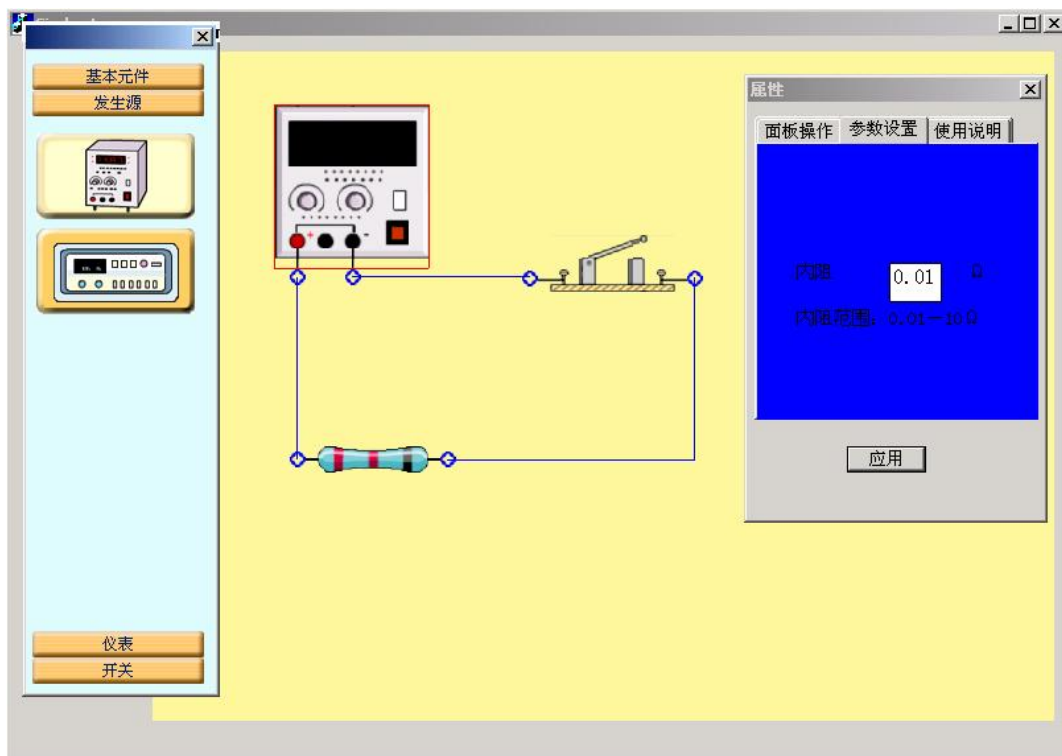 基本元件
发生源
仪表
开关
属性
面板操作 参数设置 使用说明
内阻 0.01 Ω
内阻范围：0.01－10Ω
应用